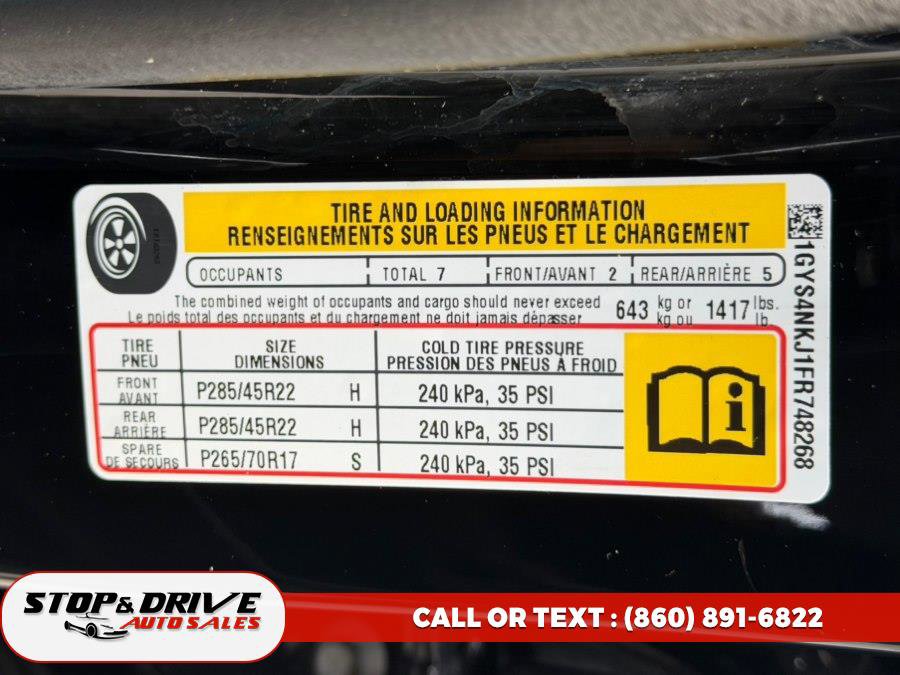 TIRE AND LOADING INFORMATION
RENSEIGNEMENTS SUR LES PNEUS ET LE CHARGEMENT
OCCUPANTS TOTAL 7 FRONT/AVANT 2 REAR/ARRIÈRE 5
The combined weight of occupants and cargo should never exceed 643 kg or 1417 lbs.
Le poids total des occupants et du chargement ne doit jamais dépasser kg ou lb.
TIRE SIZE COLD TIRE PRESSURE
PNEU DIMENSIONS PRESSION DES PNEUS À FROID
FRONT
AVANT P285/45R22 H 240 kPa, 35 PSI
REAR
ARRIÈRE P285/45R22 H 240 kPa, 35 PSI
SPARE
DE SECOURS P265/70R17 S 240 kPa, 35 PSI
1GYS4NKJ1FR748268
STOP & DRIVE
AUTO SALES
CALL OR TEXT : (860) 891-6822